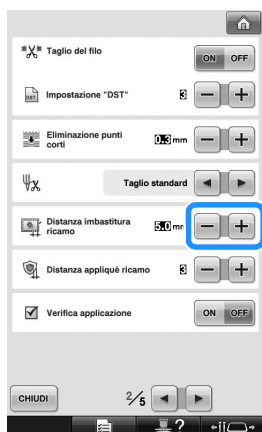 Taglio del filo
ON OFF
DST
Impostazione "DST"
3
Eliminazione punti corti
0.3 mm
Taglio standard
Distanza imbastitura ricamo
5.0 mm
Distanza appliqué ricamo
3
Verifica applicazione
ON OFF
CHIUDI
2/5
?